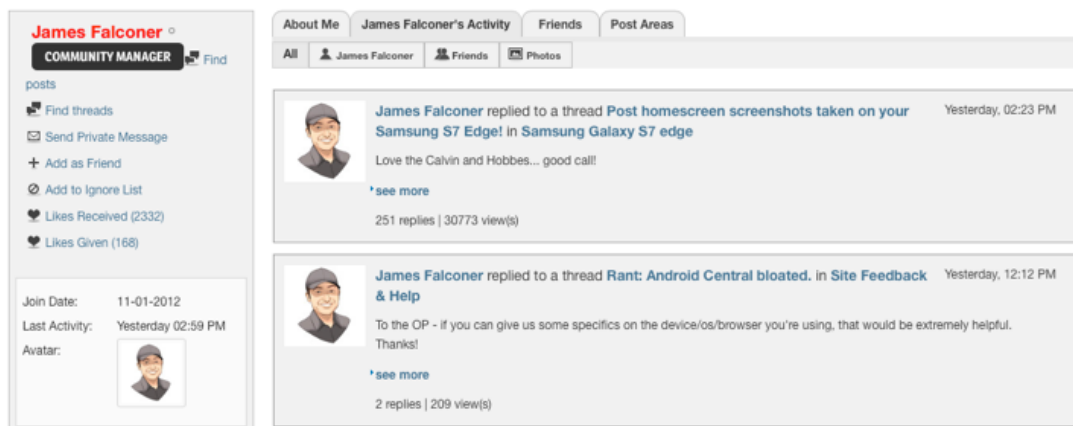 James Falconer
COMMUNITY MANAGER Find
posts
Find threads
Send Private Message
Add as Friend
Add to Ignore List
Likes Received (2332)
Likes Given (168)
Join Date: 11-01-2012
Last Activity: Yesterday 02:59 PM
Avatar:
About Me James Falconer's Activity Friends Post Areas
All James Falconer Friends Photos
James Falconer replied to a thread Post homescreen screenshots taken on your Yesterday, 02:23 PM
Samsung S7 Edge! in Samsung Galaxy S7 edge
Love the Calvin and Hobbes... good call!
see more
251 replies | 30773 view(s)
James Falconer replied to a thread Rant: Android Central bloated. in Site Feedback Yesterday, 12:12 PM
& Help
To the OP - if you can give us some specifics on the device/os/browser you're using, that would be extremely helpful.
Thanks!
see more
2 replies | 209 view(s)